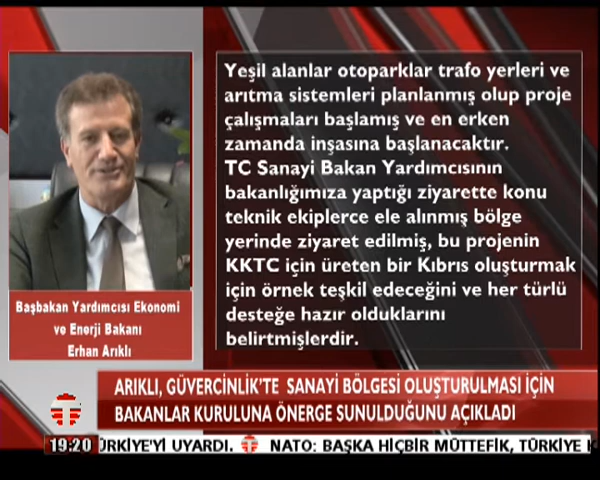 Yeşil alanlar otoparklar trafo yerleri ve
arıtma sistemleri planlanmış olup proje
çalışmaları başlamış ve en erken
zamanda inşasına başlanacaktır.
TC Sanayi Bakan Yardımcısının
bakanlığımıza yaptığı ziyarette konu
teknik ekiplerce ele alınmış bölge
yerinde ziyaret edilmiş, bu projenin
KKTC için üreten bir Kıbrıs oluşturmak
için örnek teşkil edeceğini ve her türlü
desteğe hazır olduklarını
belirtmişlerdir.
Başbakan Yardımcısı Ekonomi
ve Enerji Bakanı
Erhan Arıklı
ARIKLI, GÜVERCİNLİK'TE SANAYİ BÖLGESİ OLUŞTURULMASI İÇİN
BAKANLAR KURULUNA ÖNERGE SUNULDUĞUNU AÇIKLADI
19:20 ÜRKİYE'Yİ UYARDI. NATO: BAŞKA HİÇBİR MÜTTEFİK, TÜRKİYE K